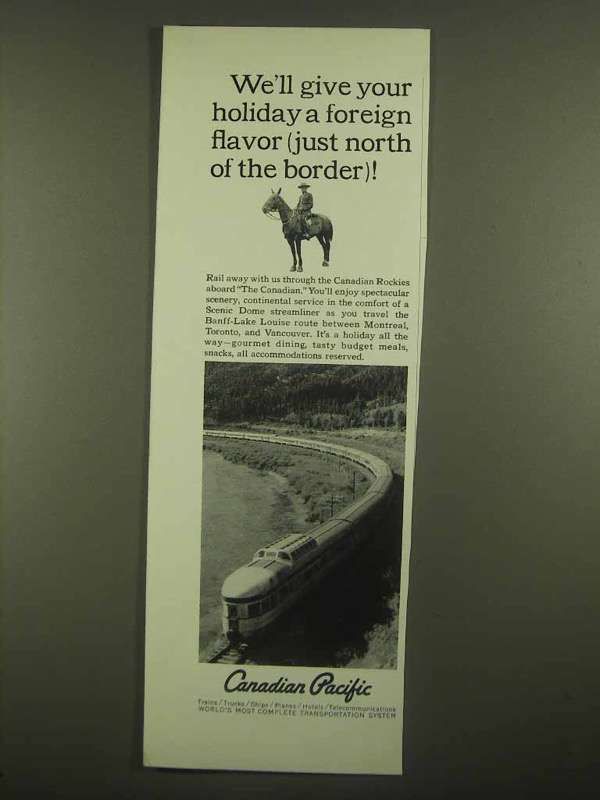 We'll give your
holiday a foreign
flavor (just north
of the border)!
Rail away with us through the Canadian Rockies
aboard "The Canadian." You'll enjoy spectacular
scenery, continental service in the comfort of a
Scenic Dome streamliner as you travel the
Banff-Lake Louise route between Montreal,
Toronto, and Vancouver. It's a holiday all the
way—gourmet dining, tasty budget meals,
snacks, all accommodations reserved.
Canadian Pacific
Trains / Trucks / Ships / Planes / Hotels / Telecommunications
WORLD'S MOST COMPLETE TRANSPORTATION SYSTEM